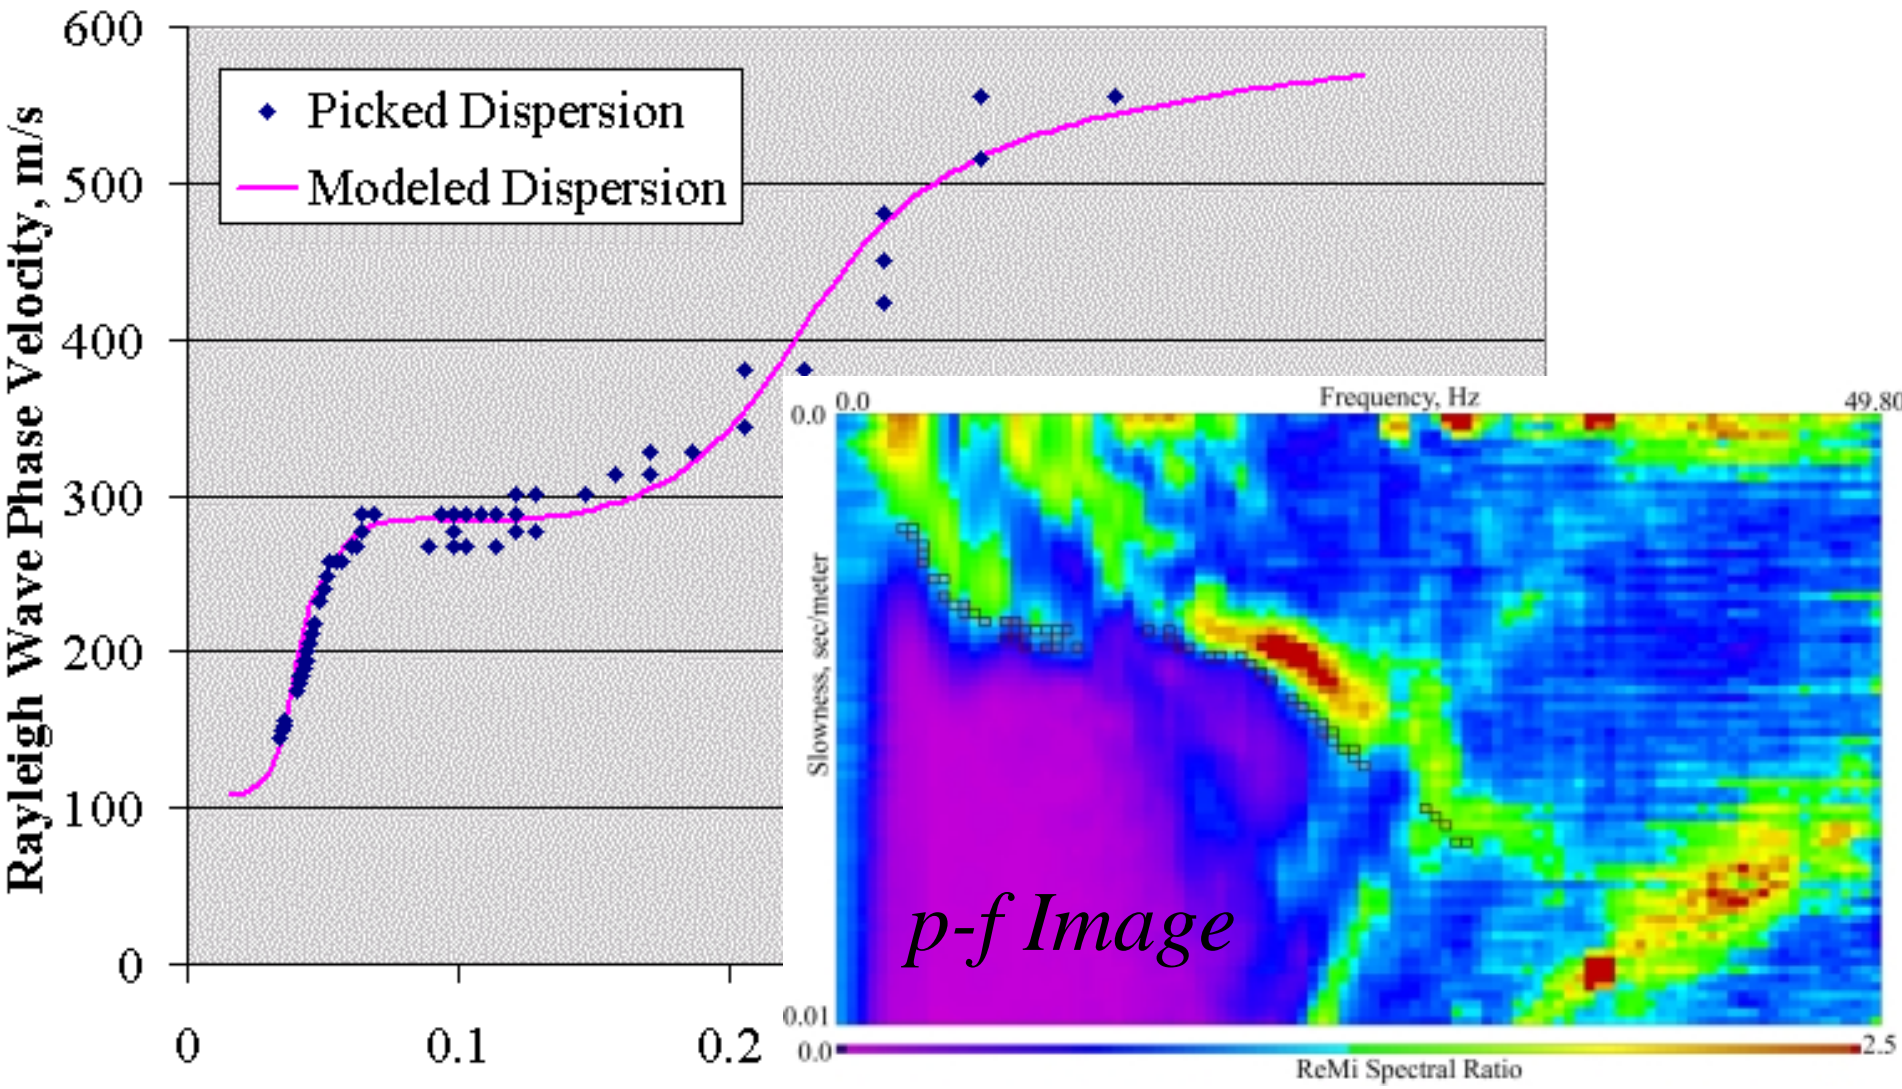 600
500
400
300
200
100
0
Rayleigh Wave Phase Velocity, m/s
Picked Dispersion
Modeled Dispersion
0
0.1
0.2
0.0
Frequency, Hz
49.80
0.0
Slowness, sec/meter
p-f Image
0.01
0.0
2.5
ReMi Spectral Ratio